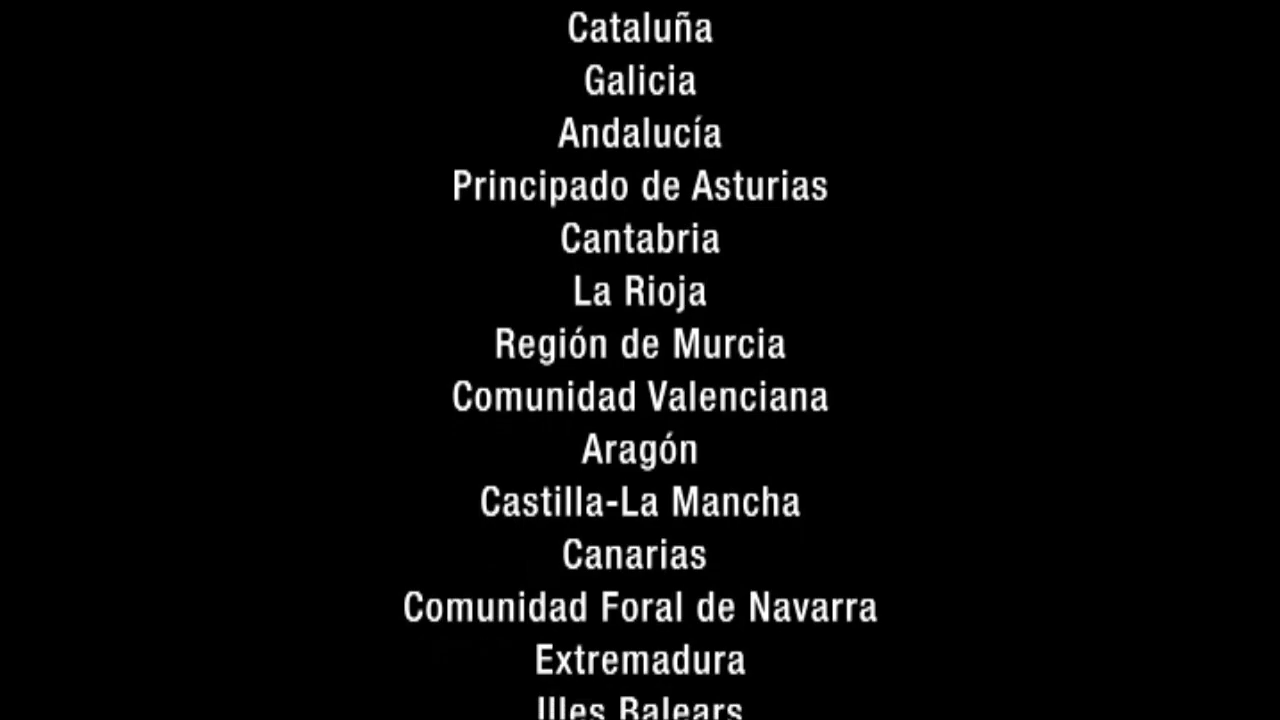 Cataluña
Galicia
Andalucía
Principado de Asturias
Cantabria
La Rioja
Región de Murcia
Comunidad Valenciana
Aragón
Castilla-La Mancha
Canarias
Comunidad Foral de Navarra
Extremadura
Illes Balears